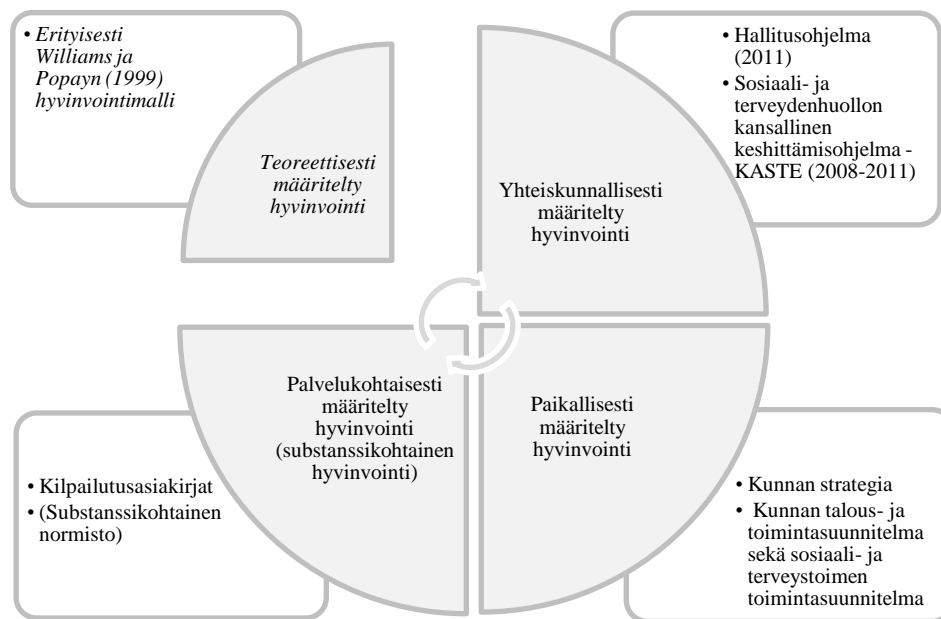 • Erityisesti
Williams ja
Popayn (1999)
hyvinvointimalli
Teoreettisesti
määritelty
hyvinvointi
Yhteiskunnallisesti
määritelty
hyvinvointi
• Hallitusohjelma
(2011)
• Sosiaali- ja
terveydenhuollon
kansallinen
keshittämisohjelma -
KASTE (2008-2011)
Palvelukohtaisesti
määritelty
hyvinvointi
(substanssikohtainen
hyvinvointi)
Paikallisesti
määritelty
hyvinvointi
• Kilpailutusasiakirjat
• (Substanssikohtainen
normisto)
• Kunnan strategia
• Kunnan talous- ja
toimintasuunnitelma
sekä sosiaali- ja
terveystoimen
toimintasuunnitelma